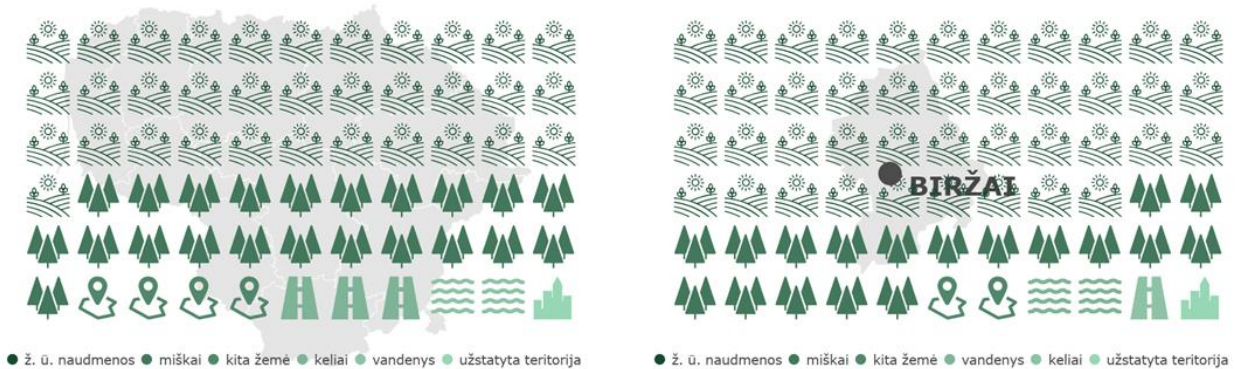 BIRŽAI
ž. ū. naudmenos miškai kita žemė keliai vandenys užstatyta teritorija
ž. ū. naudmenos miškai kita žemė vandenys keliai užstatyta teritorija